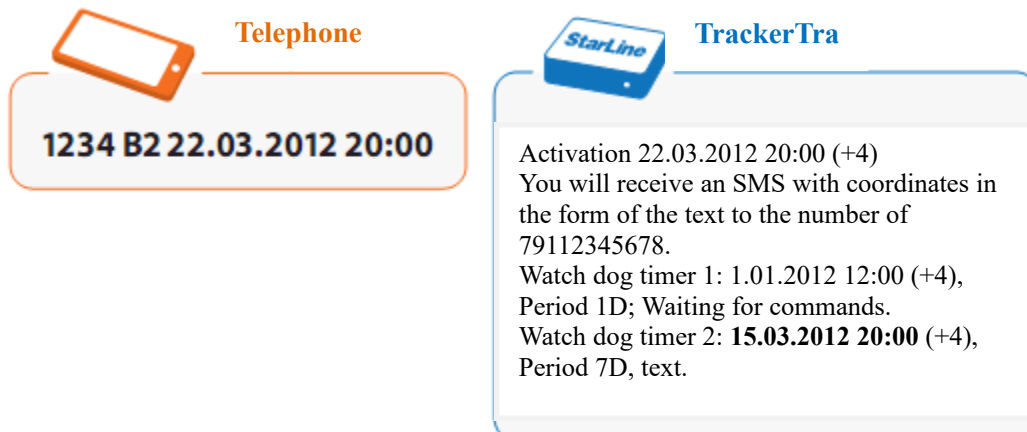 Telephone
1234 B2 22.03.2012 20:00
StarLine
TrackerTra
Activation 22.03.2012 20:00 (+4)
You will receive an SMS with coordinates in
the form of the text to the number of
79112345678.
Watch dog timer 1: 1.01.2012 12:00 (+4),
Period 1D; Waiting for commands.
Watch dog timer 2: 15.03.2012 20:00 (+4),
Period 7D, text.